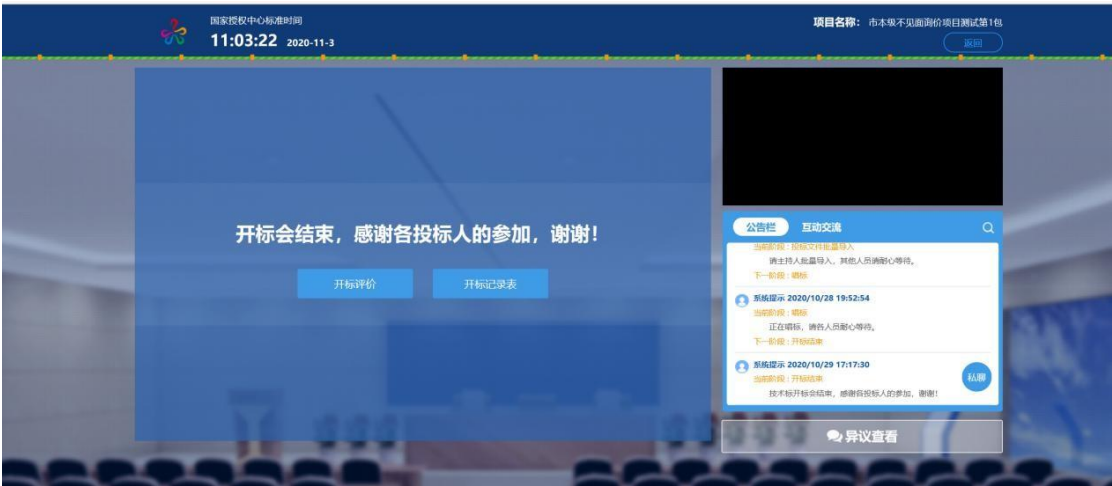 国家授权中心标准时间
11:03:22 2020-11-3
项目名称： 市本级不见面询价项目测试第1包
返回
开标会结束，感谢各投标人的参加，谢谢！
开标评价
开标记录表
公告栏
互动交流
当前阶段：投标文件批量导入
请主持人批量导入，其他人员请耐心等待。
下一阶段：唱标
系统提示 2020/10/28 19:52:54
当前阶段：唱标
正在唱标，请各人员耐心等待。
下一阶段：开标结束
系统提示 2020/10/29 17:17:30
当前阶段：开标结束
技术标开标会结束，感谢各投标人的参加，谢谢！
私聊
异议查看